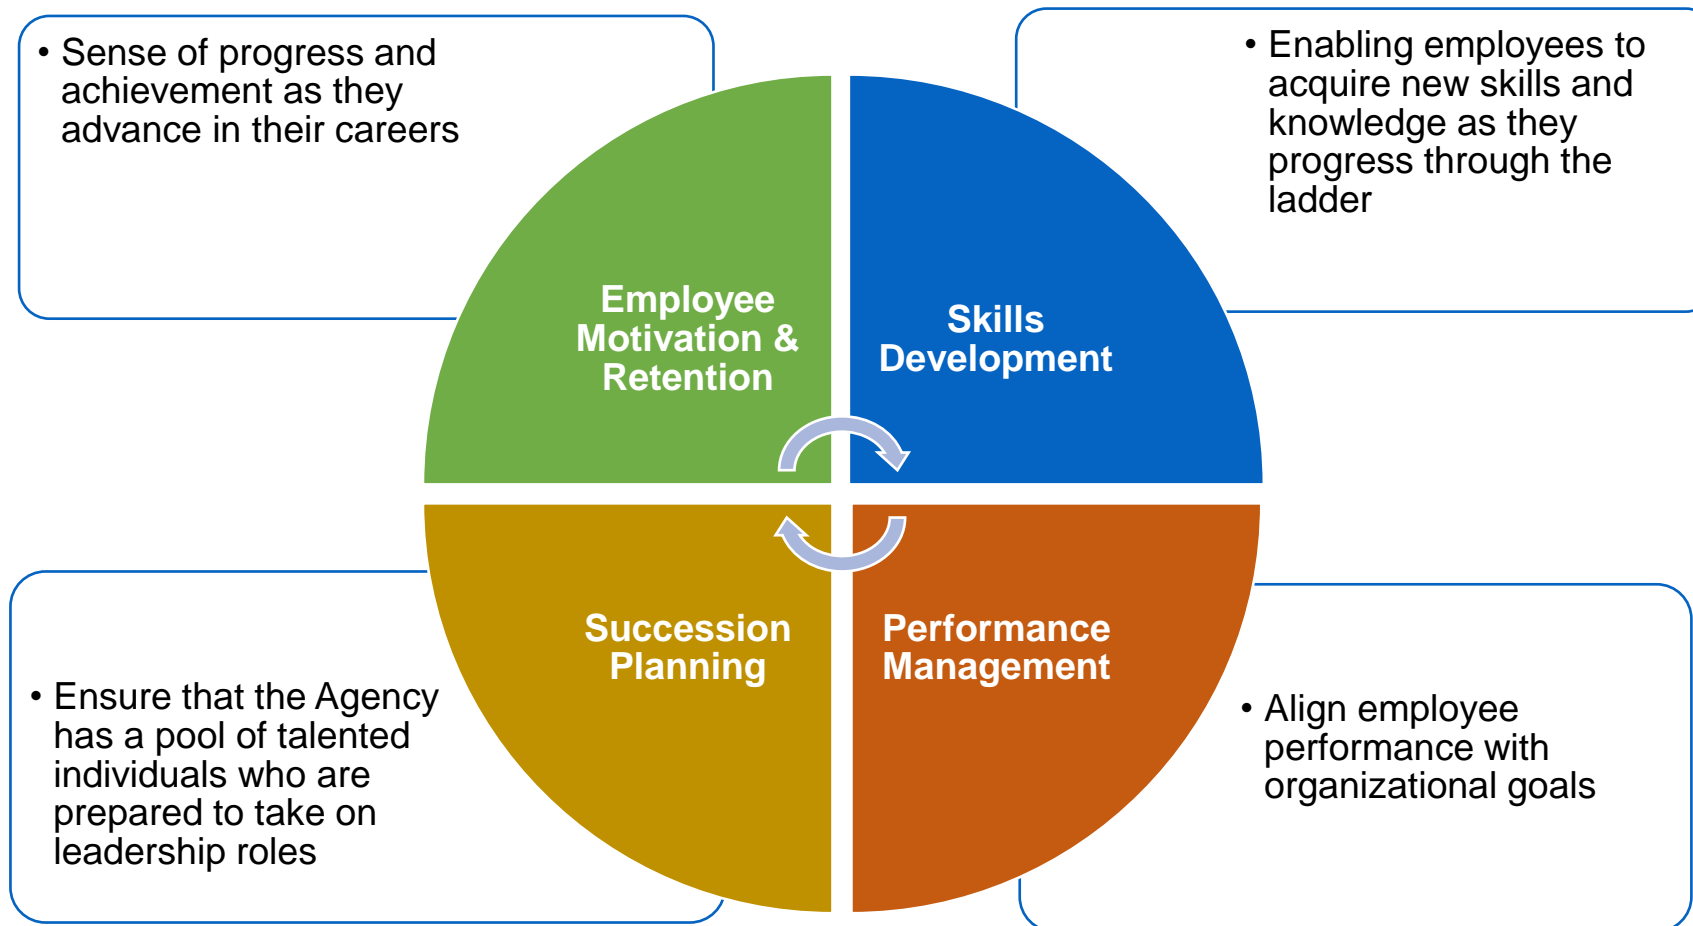 • Sense of progress and
achievement as they
advance in their careers
• Enabling employees to
acquire new skills and
knowledge as they
progress through the
ladder
Employee
Motivation &
Retention
Skills
Development
Succession
Planning
Performance
Management
• Ensure that the Agency
has a pool of talented
individuals who are
prepared to take on
leadership roles
• Align employee
performance with
organizational goals